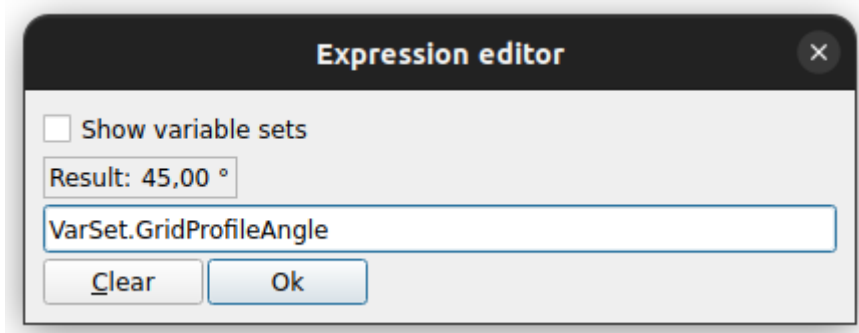 Expression editor
Show variable sets
Result: 45,00 °
VarSet.GridProfileAngle
Clear Ok